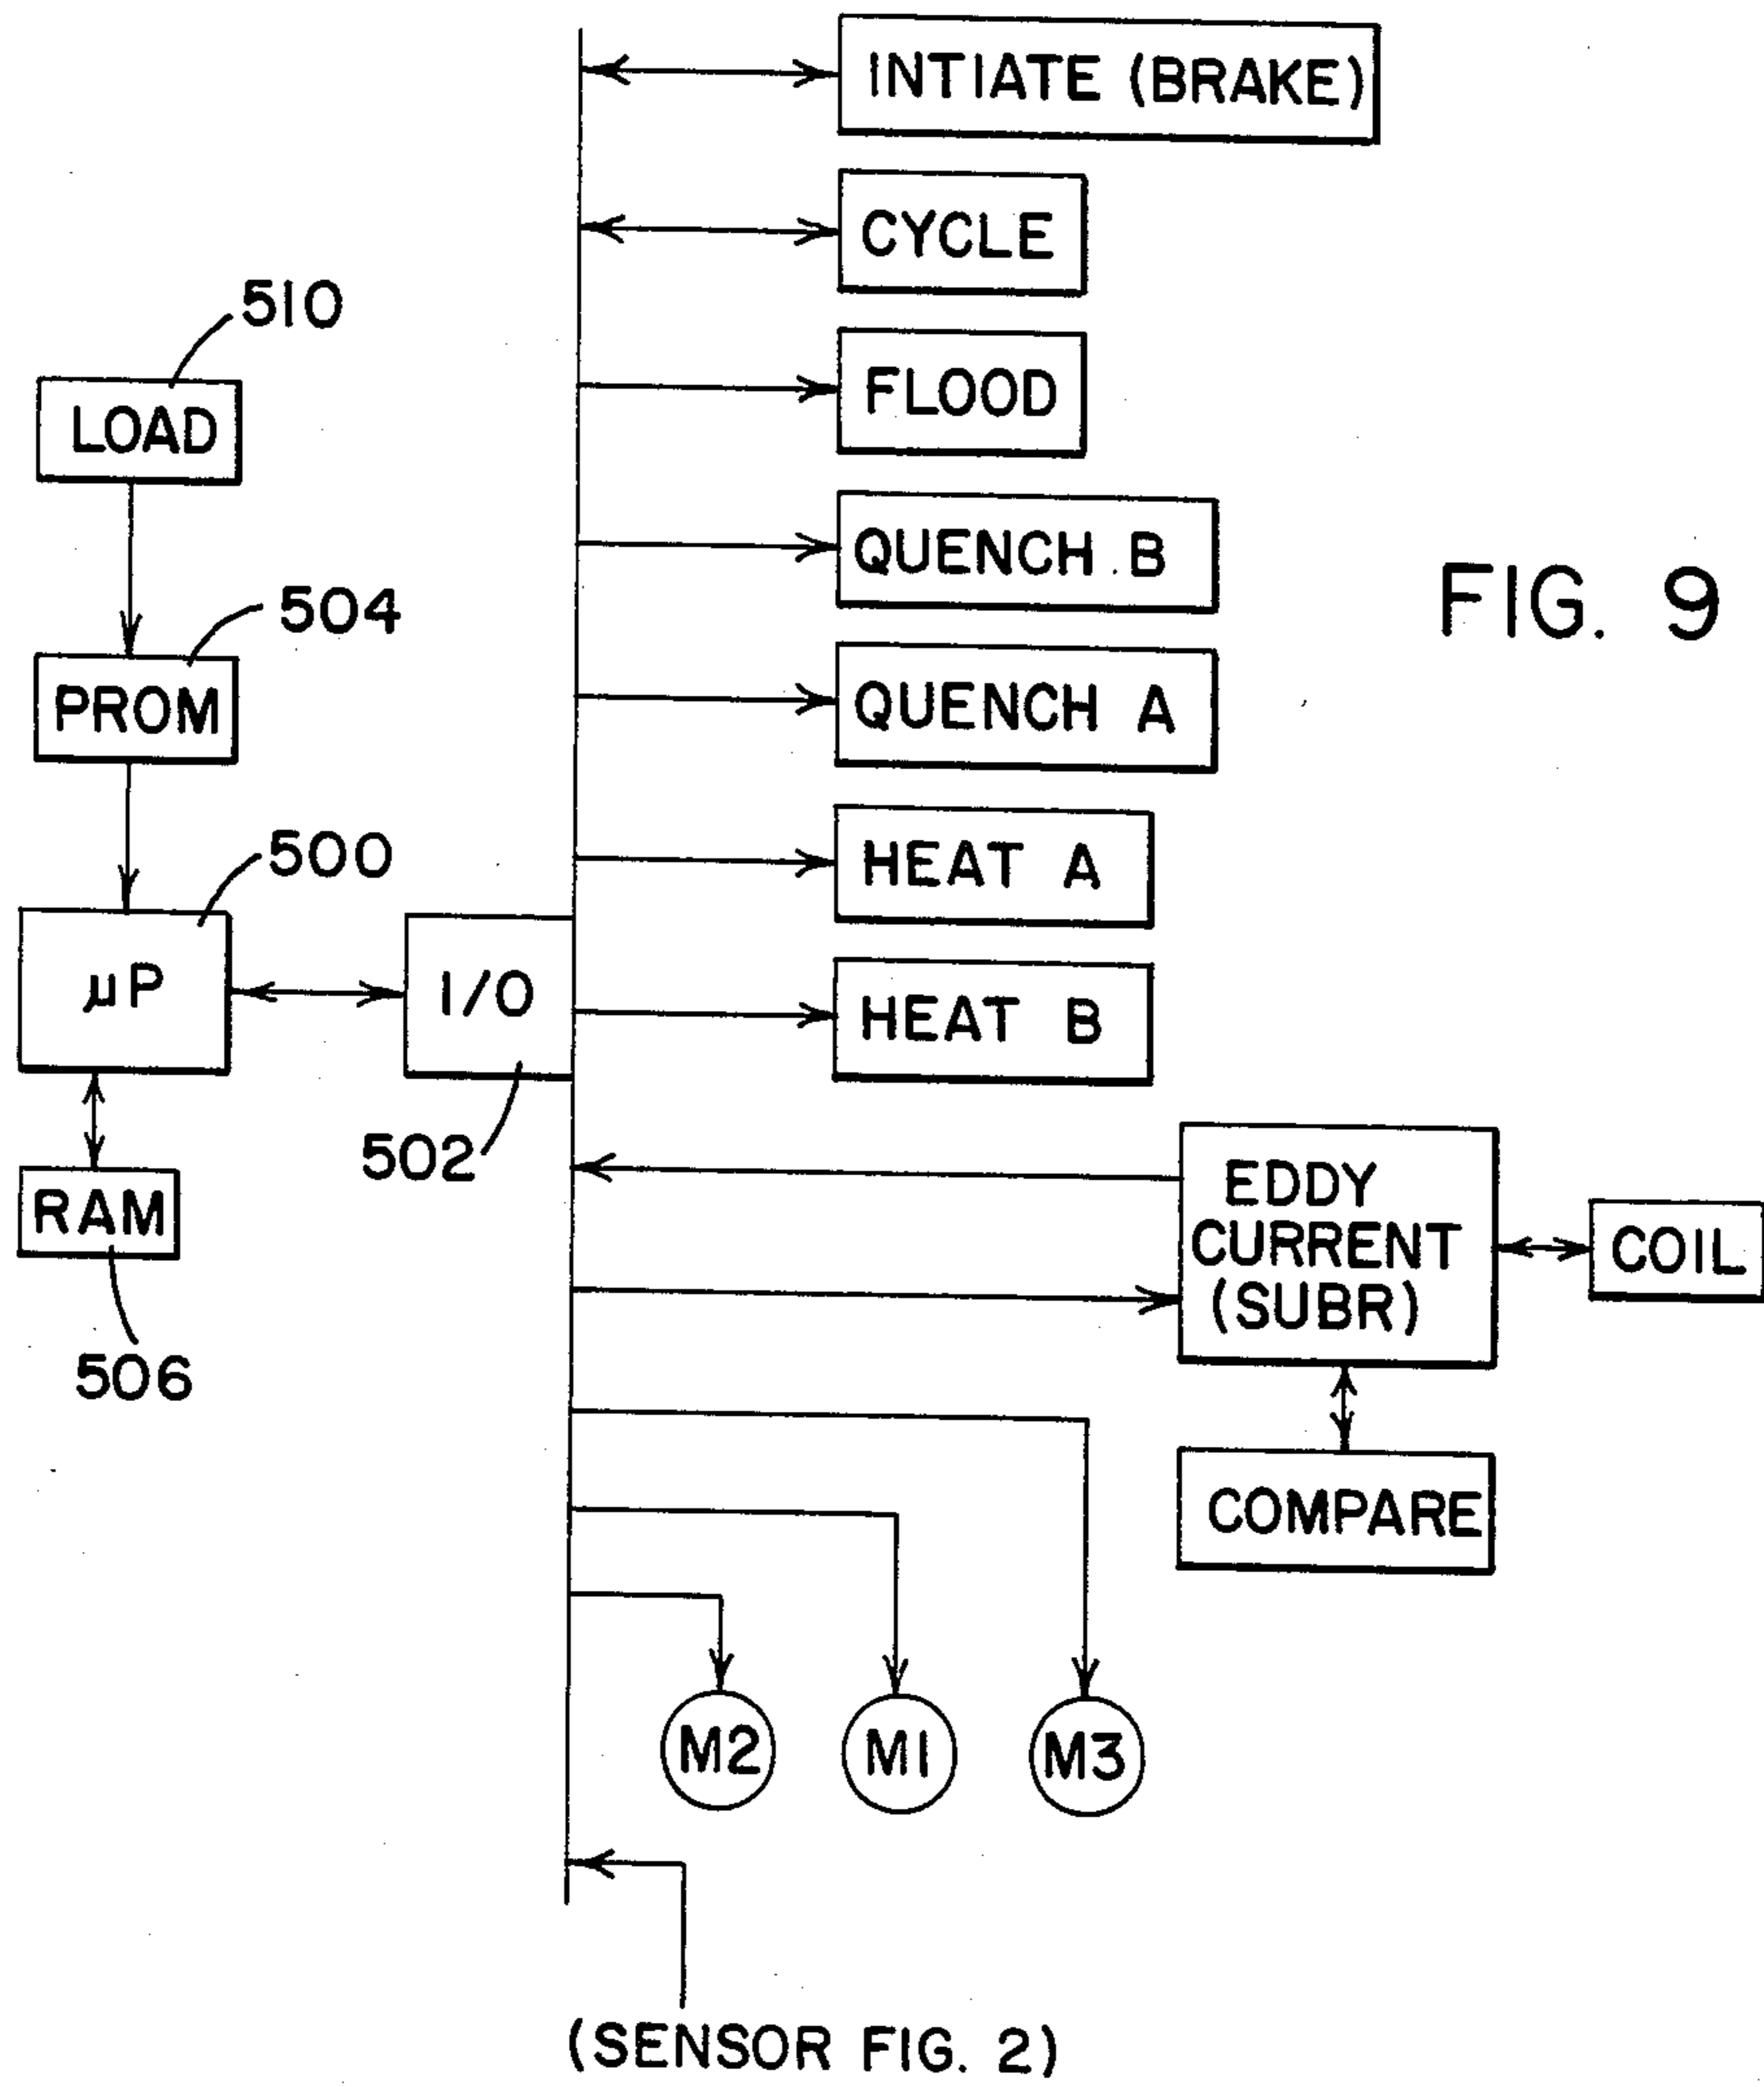 INTIATE (BRAKE)
CYCLE
510
FLOOD
LOAD
QUENCH B
FIG. 9
504
PROM
QUENCH A
500
HEAT A
µP
I/O
HEAT B
502
RAM
EDDY
CURRENT
(SUBR)
COIL
506
COMPARE
M2
M1
M3
(SENSOR FIG. 2)